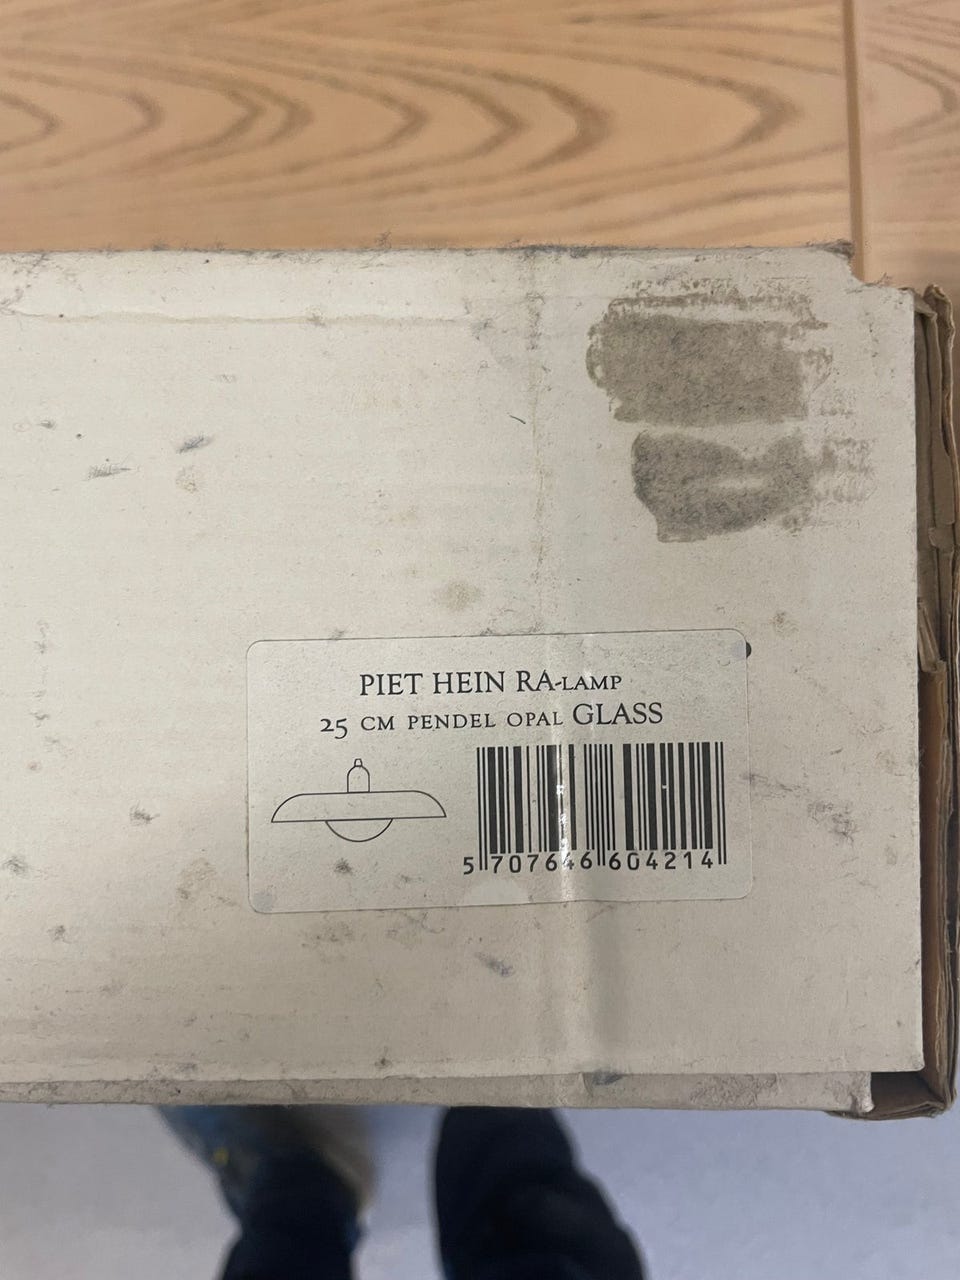 PIET HEIN RA-LAMP
25 CM PENDEL OPAL GLASS
5 707646 604214